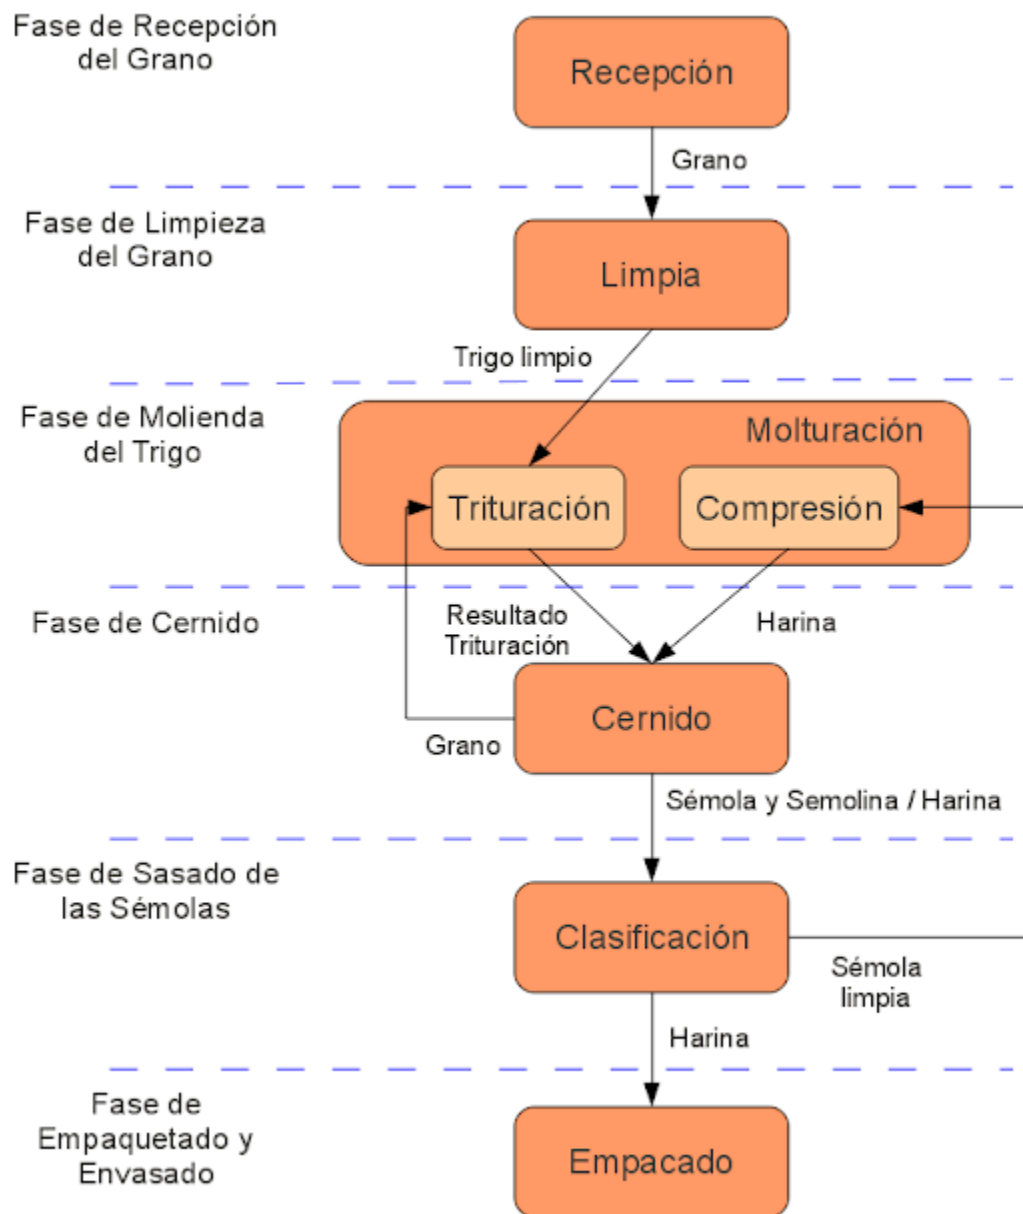 Fase de Recepción
del Grano
Recepción
Grano
Fase de Limpieza
del Grano
Limpia
Trigo limpio
Fase de Molienda
del Trigo
Molturación
Trituración
Compresión
Fase de Cernido
Resultado
Trituración
Harina
Cernido
Grano
Sémola y Semolina / Harina
Fase de Sasado de
las Sémolas
Clasificación
Sémola
limpia
Harina
Fase de
Empaquetado y
Envasado
Empacado